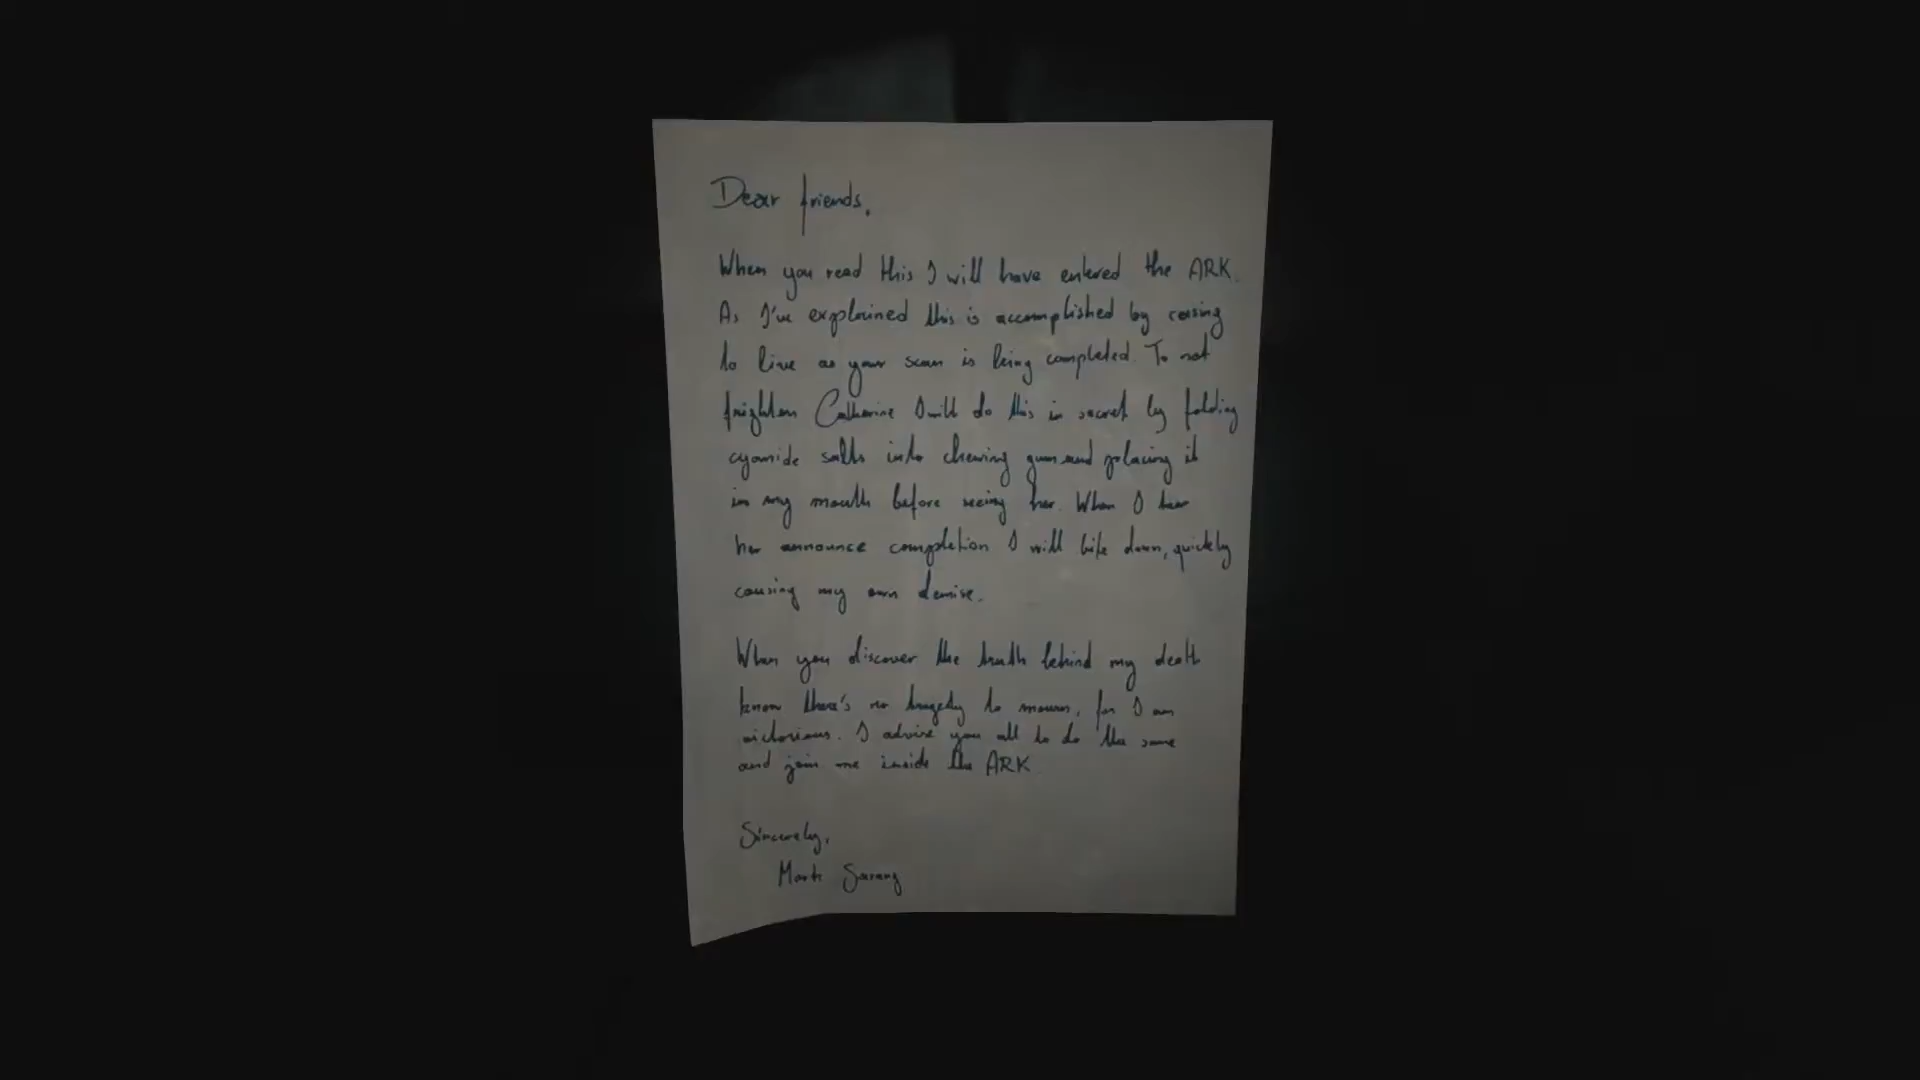 Dear friends,
When you read this I will have entered the ARK.
As I've explained this is accomplished by ceasing
to live as your scan is being completed. To not
frighten Catherine I will do this in secret by folding
cyanide salts into chewing gum and placing it
in my mouth before seeing her. When I hear
her announce completion I will bite down, quickly
causing my own demise.
When you discover the truth behind my death
know there's no tragedy to mourn, for I am
victorious. I advise you all to do the same
and join me inside the ARK.
Sincerely,
Mark Sarang